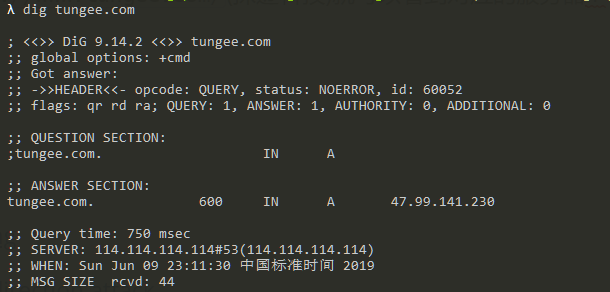 λ dig tungee.com
; <<>> DiG 9.14.2 <<>> tungee.com
;; global options: +cmd
;; Got answer:
;; ->>HEADER<<- opcode: QUERY, status: NOERROR, id: 60052
;; flags: qr rd ra; QUERY: 1, ANSWER: 1, AUTHORITY: 0, ADDITIONAL: 0
;; QUESTION SECTION:
;tungee.com. IN A
;; ANSWER SECTION:
tungee.com. 600 IN A 47.99.141.230
;; Query time: 750 msec
;; SERVER: 114.114.114.114#53(114.114.114.114)
;; WHEN: Sun Jun 09 23:11:30 中国标准时间 2019
;; MSG SIZE rcvd: 44